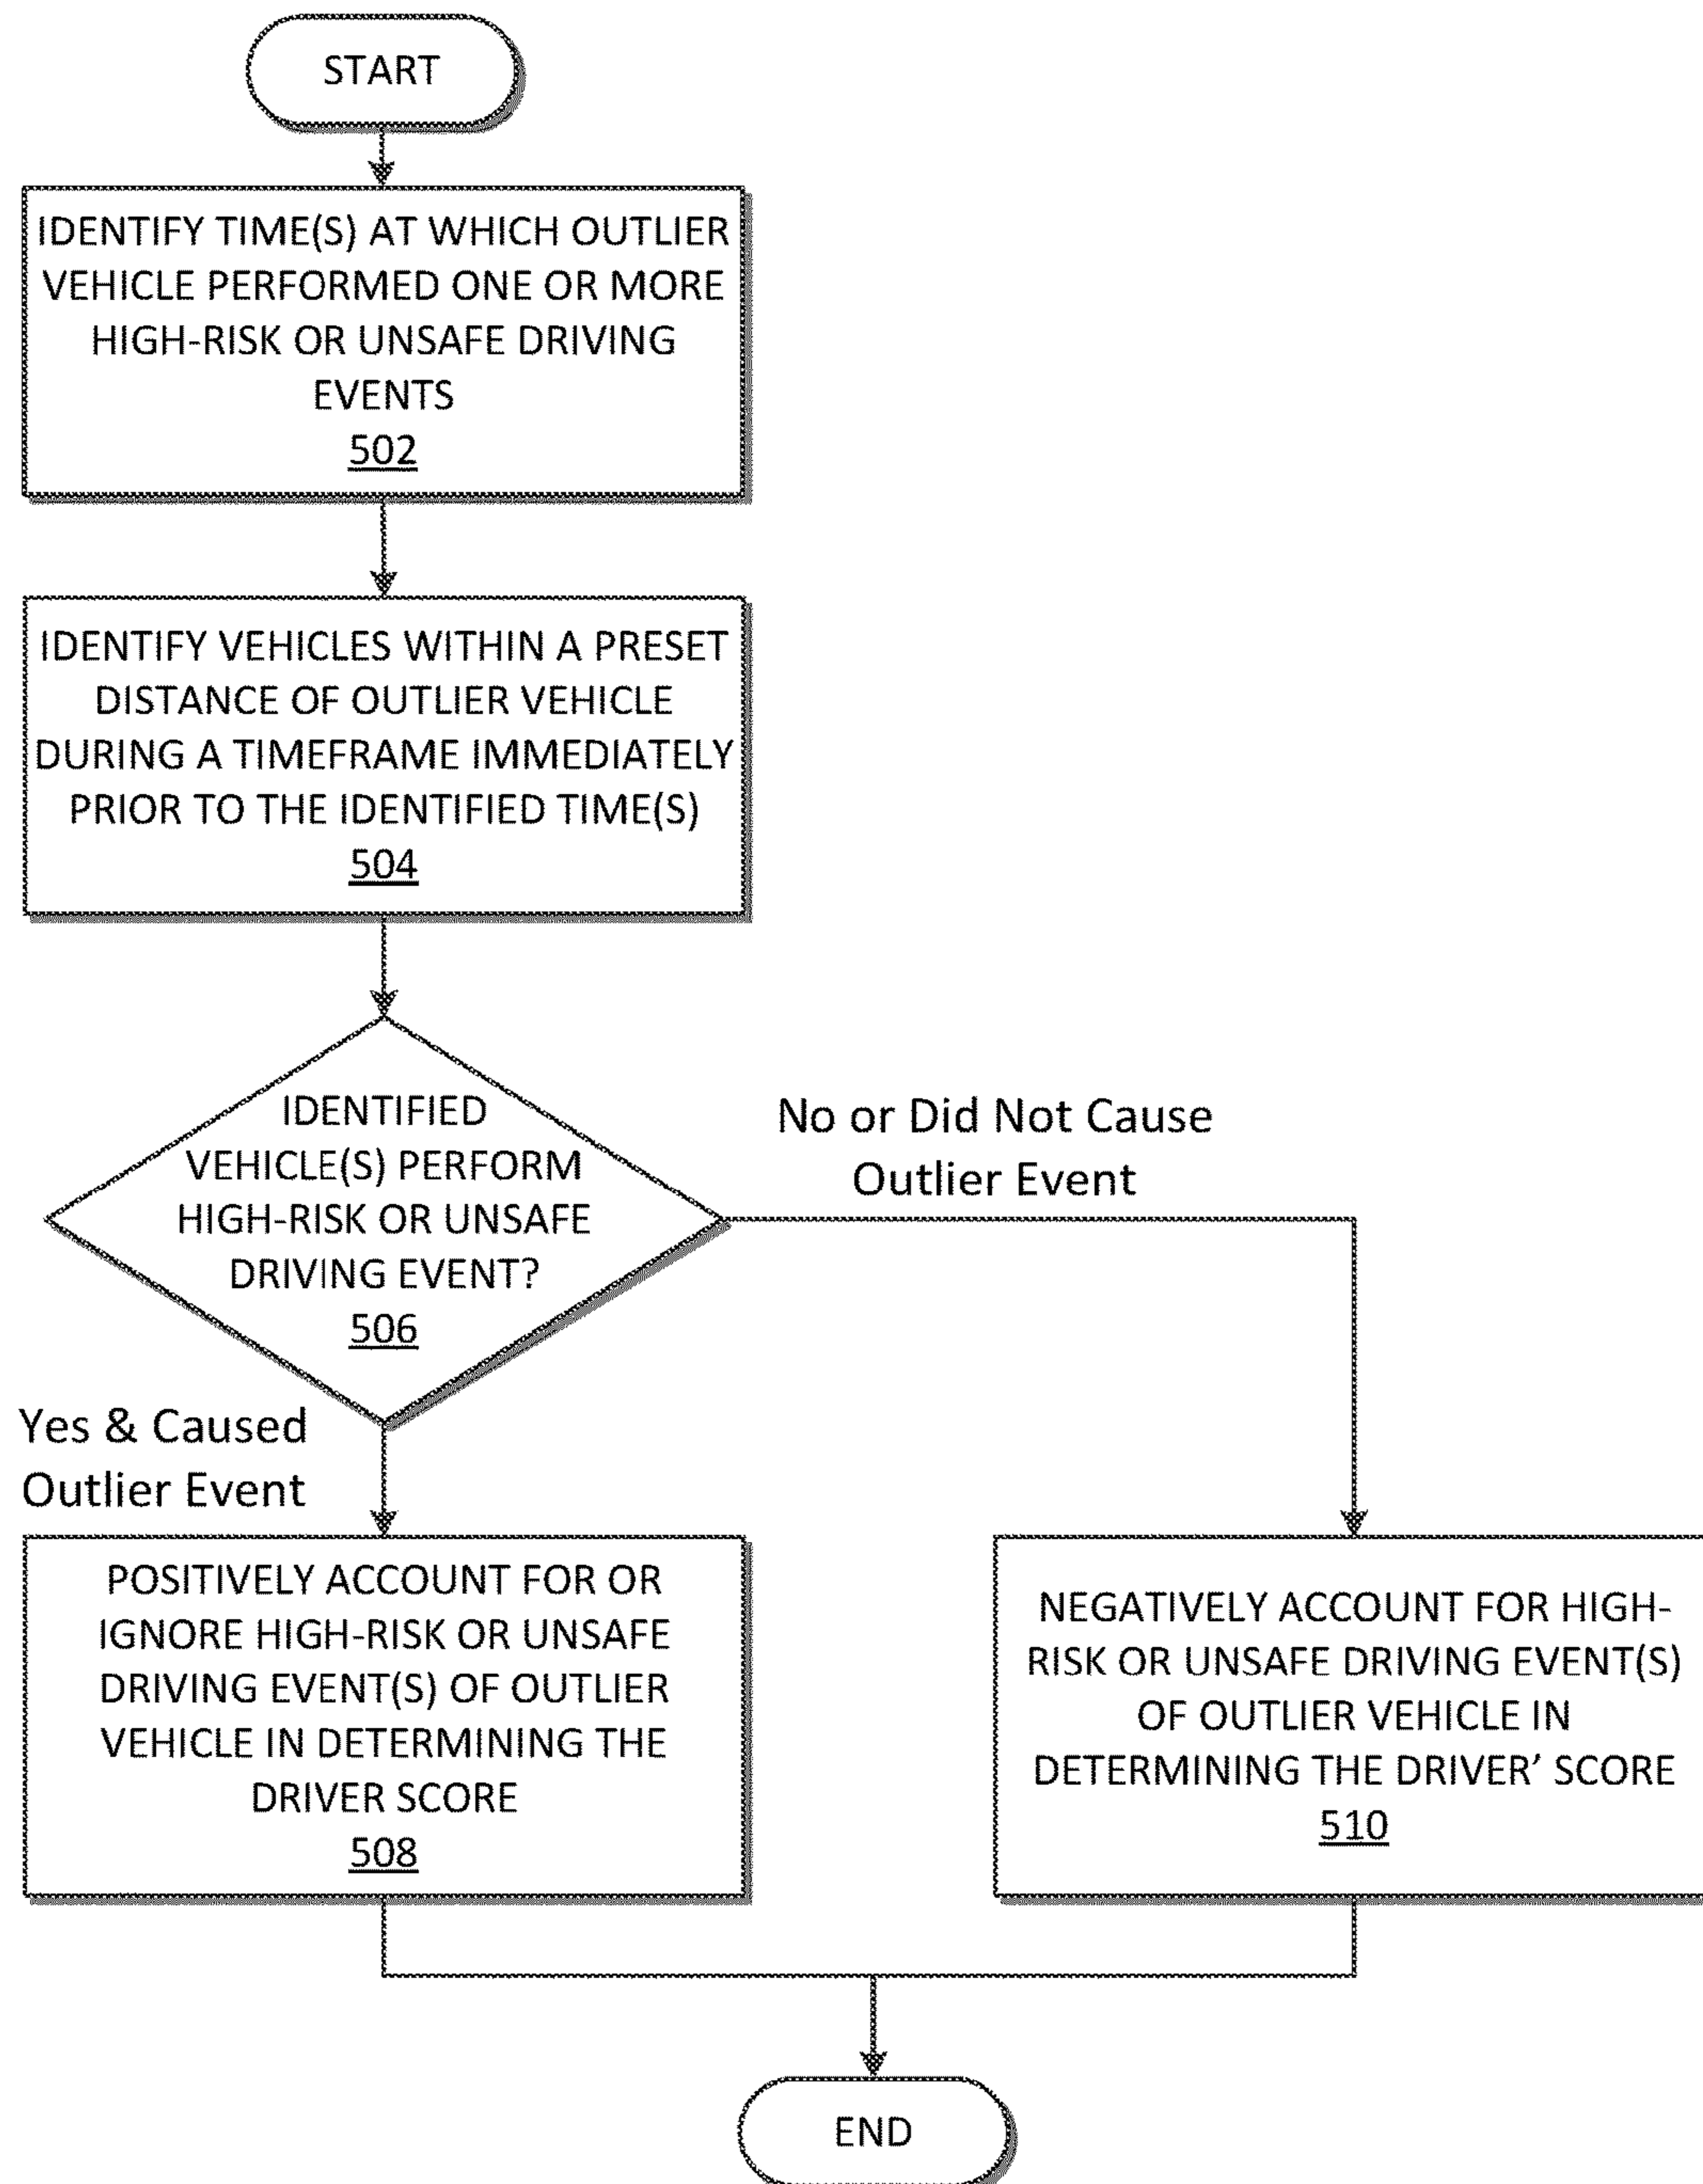 START
IDENTIFY TIME(S) AT WHICH OUTLIER
VEHICLE PERFORMED ONE OR MORE
HIGH-RISK OR UNSAFE DRIVING
EVENTS
502
IDENTIFY VEHICLES WITHIN A PRESET
DISTANCE OF OUTLIER VEHICLE
DURING A TIMEFRAME IMMEDIATELY
PRIOR TO THE IDENTIFIED TIME(S)
504
IDENTIFIED
VEHICLE(S) PERFORM
HIGH-RISK OR UNSAFE
DRIVING EVENT?
506
No or Did Not Cause
Outlier Event
Yes & Caused
Outlier Event
POSITIVELY ACCOUNT FOR OR
IGNORE HIGH-RISK OR UNSAFE
DRIVING EVENT(S) OF OUTLIER
VEHICLE IN DETERMINING THE
DRIVER SCORE
508
NEGATIVELY ACCOUNT FOR HIGH-
RISK OR UNSAFE DRIVING EVENT(S)
OF OUTLIER VEHICLE IN
DETERMINING THE DRIVER' SCORE
510
END